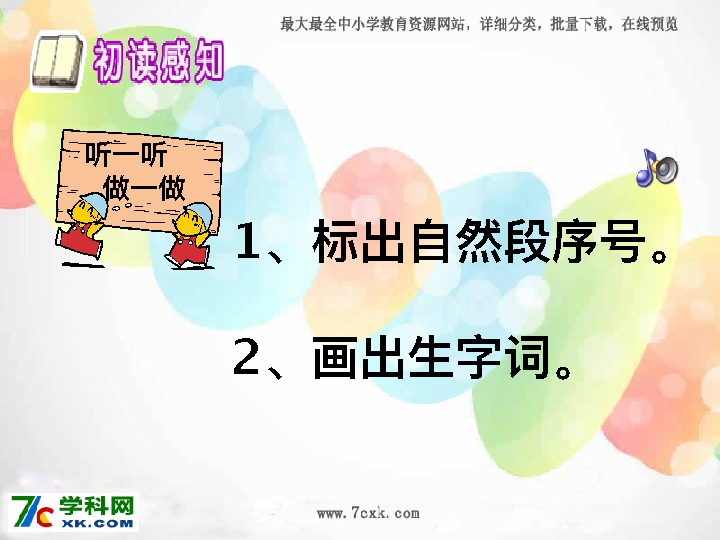 最大最全中小学教育资源网站，详细分类，批量下载，在线预览
初读感知
听一听
做一做
1、标出自然段序号。
2、画出生字词。
7C学科网
XK.COM
www.7cxk.com